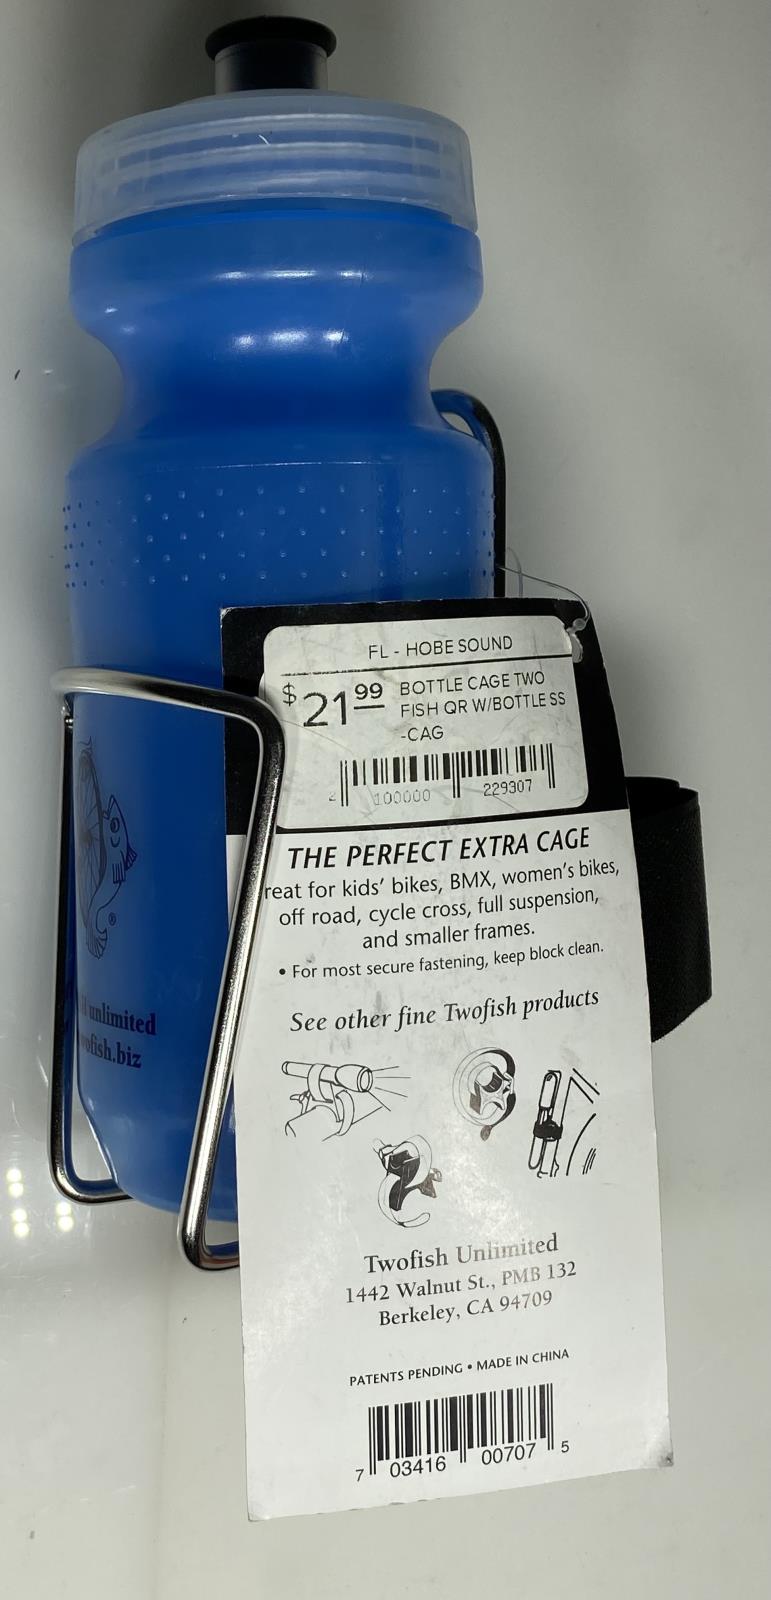 FL - HOBE SOUND
$21.99 BOTTLE CAGE TWO
FISH QR W/BOTTLE SS
-CAG
2 100000 229307
THE PERFECT EXTRA CAGE
reat for kids' bikes, BMX, women's bikes,
off road, cycle cross, full suspension,
and smaller frames.
• For most secure fastening, keep block clean.
See other fine Twofish products
®
unlimited
ofish.biz
Twofish Unlimited
1442 Walnut St., PMB 132
Berkeley, CA 94709
PATENTS PENDING • MADE IN CHINA
7 03416 00707 5